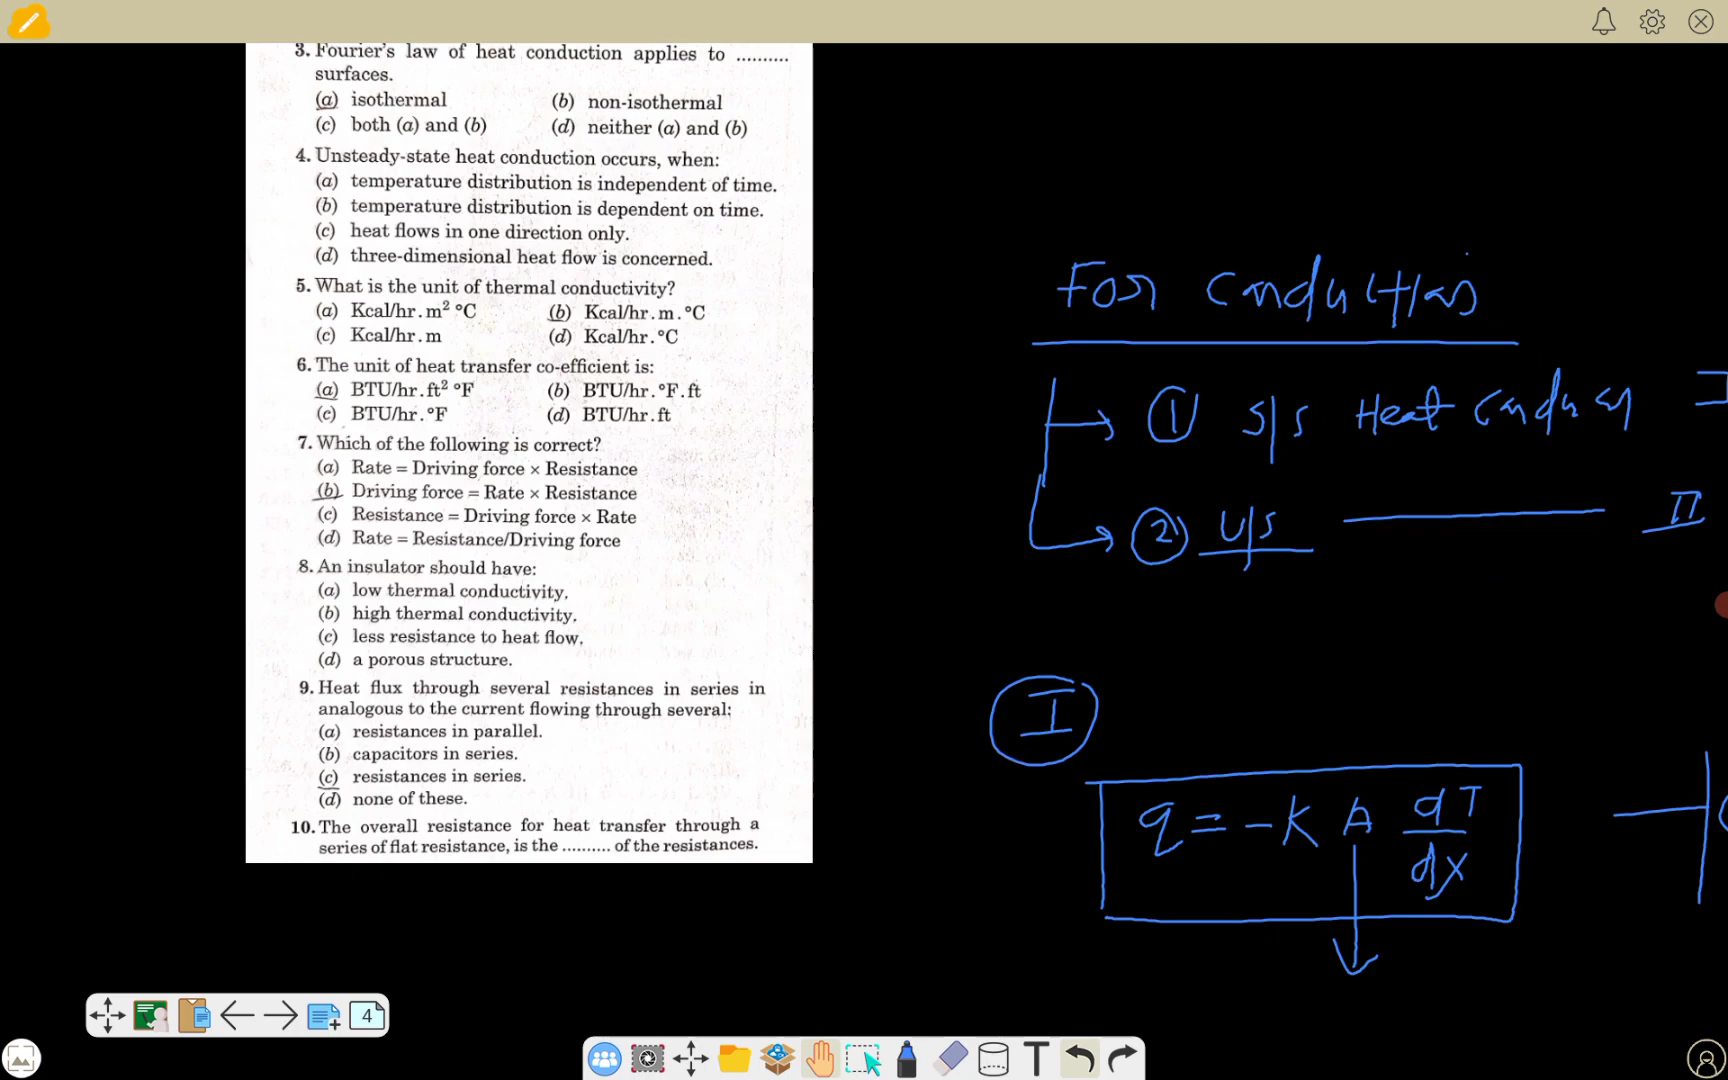 3. Fourier's law of heat conduction applies to ..........
surfaces.
(a) isothermal (b) non-isothermal
(c) both (a) and (b) (d) neither (a) and (b)
4. Unsteady-state heat conduction occurs, when:
(a) temperature distribution is independent of time.
(b) temperature distribution is dependent on time.
(c) heat flows in one direction only.
(d) three-dimensional heat flow is concerned.
5. What is the unit of thermal conductivity?
(a) Kcal/hr.m² °C (b) Kcal/hr.m.°C
(c) Kcal/hr.m (d) Kcal/hr.°C
6. The unit of heat transfer co-efficient is:
(a) BTU/hr.ft² °F (b) BTU/hr.°F.ft
(c) BTU/hr.°F (d) BTU/hr.ft
7. Which of the following is correct?
(a) Rate = Driving force × Resistance
(b) Driving force = Rate × Resistance
(c) Resistance = Driving force × Rate
(d) Rate = Resistance/Driving force
8. An insulator should have:
(a) low thermal conductivity.
(b) high thermal conductivity.
(c) less resistance to heat flow.
(d) a porous structure.
9. Heat flux through several resistances in series in
analogous to the current flowing through several:
(a) resistances in parallel.
(b) capacitors in series.
(c) resistances in series.
(d) none of these.
10. The overall resistance for heat transfer through a
series of flat resistance, is the .......... of the resistances.
For
① S/S Heat
② U/S II
I
q = -K A dT/dx
4
T